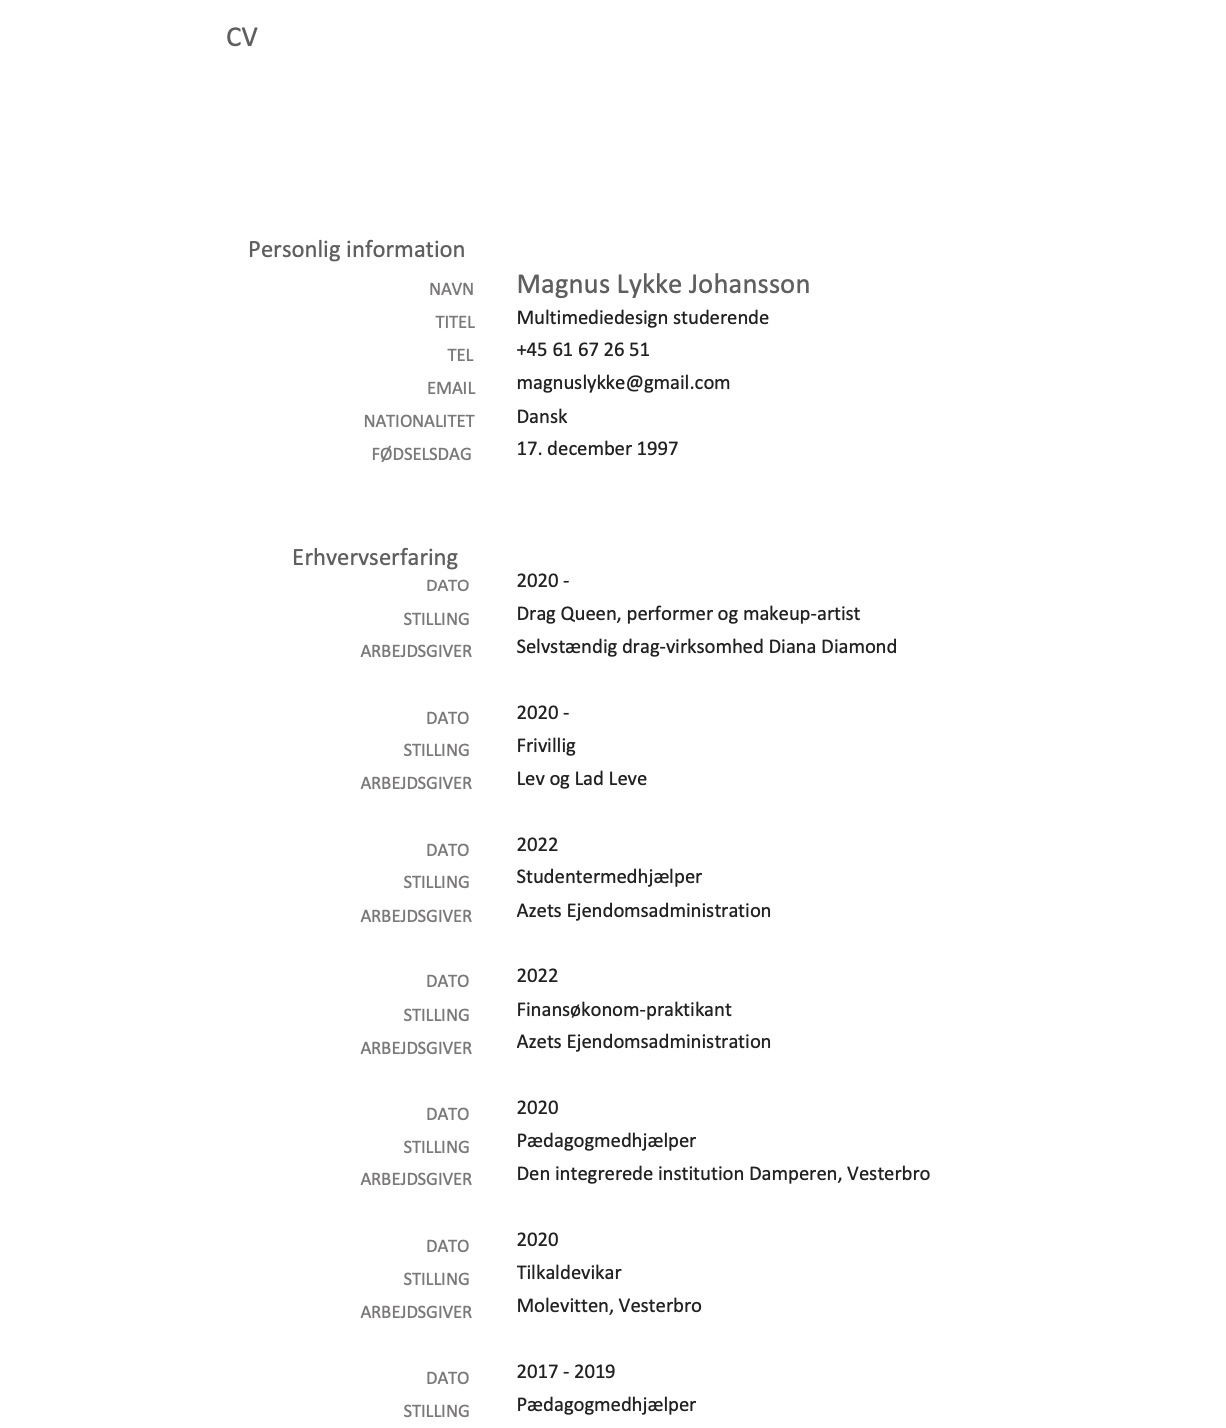 CV
Personlig information
NAVN Magnus Lykke Johansson
TITEL Multimediedesign studerende
TEL +45 61 67 26 51
EMAIL magnuslykke@gmail.com
NATIONALITET Dansk
FØDSELSDAG 17. december 1997
Erhvervserfaring
DATO 2020 -
STILLING Drag Queen, performer og makeup-artist
ARBEJDSGIVER Selvstændig drag-virksomhed Diana Diamond
DATO 2020 -
STILLING Frivillig
ARBEJDSGIVER Lev og Lad Leve
DATO 2022
STILLING Studentermedhjælper
ARBEJDSGIVER Azets Ejendomsadministration
DATO 2022
STILLING Finansøkonom-praktikant
ARBEJDSGIVER Azets Ejendomsadministration
DATO 2020
STILLING Pædagogmedhjælper
ARBEJDSGIVER Den integrerede institution Damperen, Vesterbro
DATO 2020
STILLING Tilkaldevikar
ARBEJDSGIVER Molevitten, Vesterbro
DATO 2017 - 2019
STILLING Pædagogmedhjælper